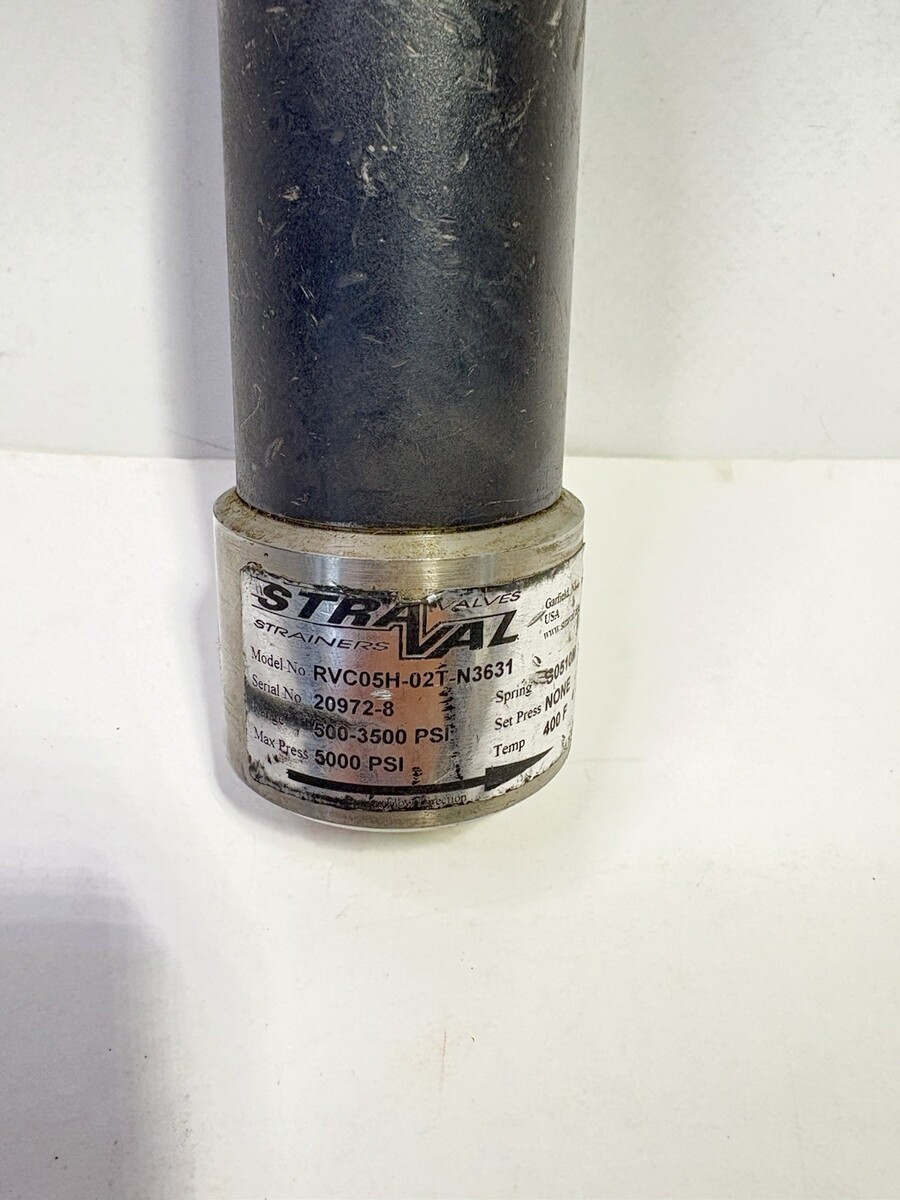 STRAVAL VALVES
STRAINERS
Garfield,
USA
Model No RVC05H-02T-N3631
Serial No 20972-8
500-3500 PSI
Max Press 5000 PSI
Spring
Set Press NONE
Temp 400 F